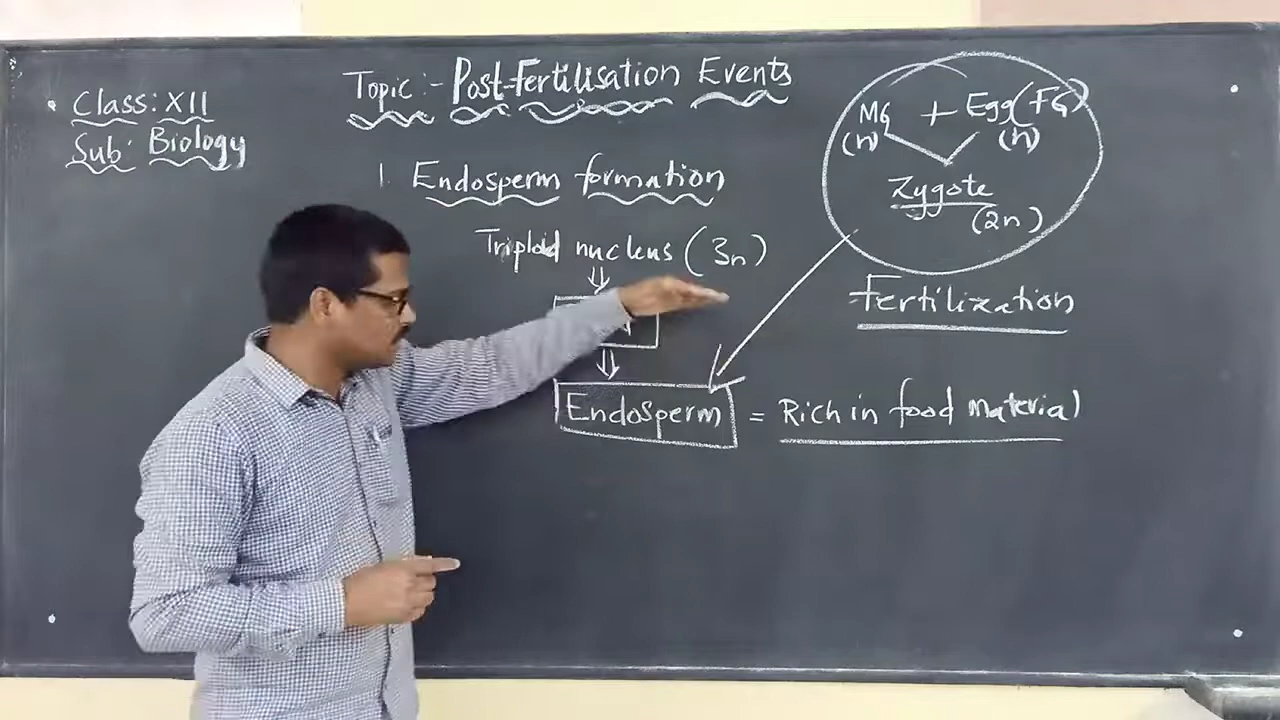 Class: XII
Sub: Biology
Topic:- Post-Fertilisation Events
1. Endosperm formation
Triploid nucleus (3n)
Endosperm = Rich in food material
MG + Egg (FG)
(n) (n)
Zygote
(2n)
Fertilization